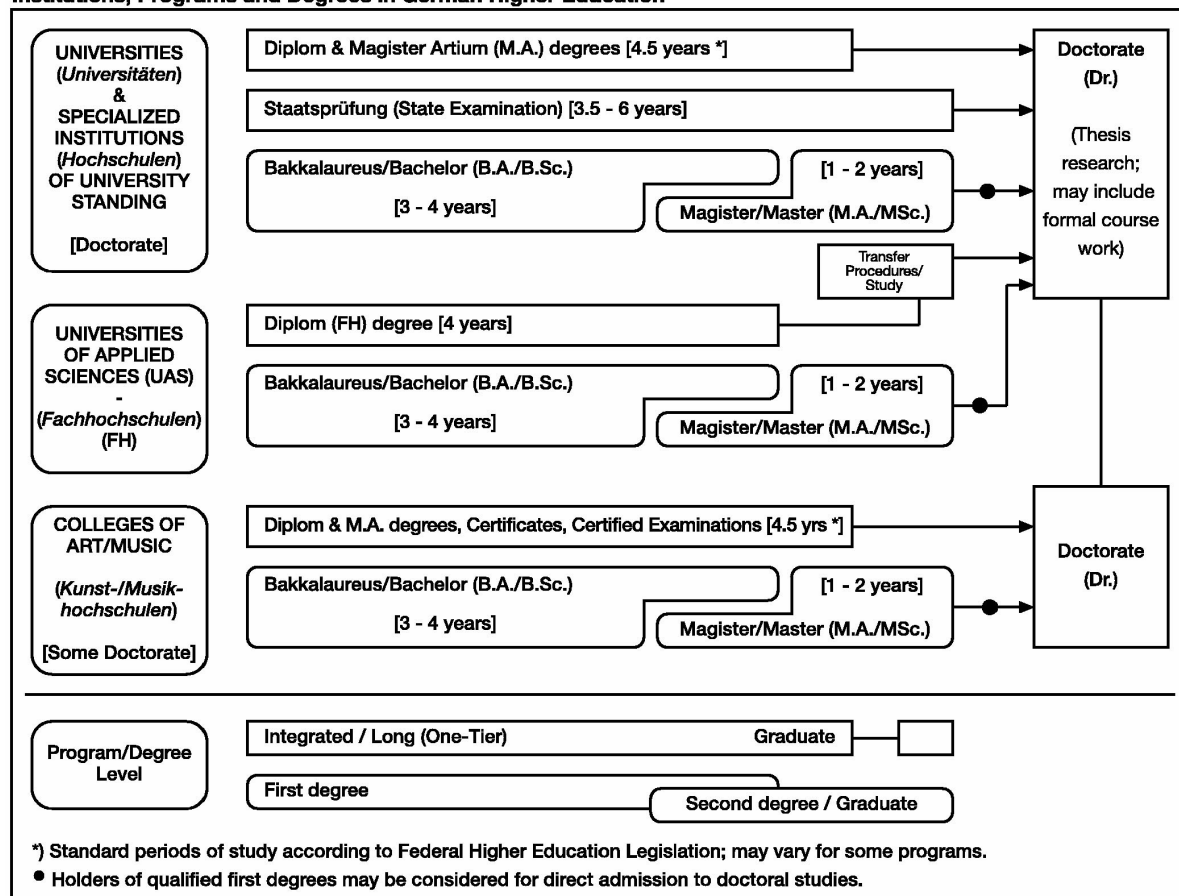 Institutions, Programs and Degrees in German Higher Education
UNIVERSITIES
(Universitäten)
&
SPECIALIZED
INSTITUTIONS
(Hochschulen)
OF UNIVERSITY
STANDING
[Doctorate]
Diplom & Magister Artium (M.A.) degrees [4.5 years *]
Staatsprüfung (State Examination) [3.5 - 6 years]
Bakkalaureus/Bachelor (B.A./B.Sc.)
[3 - 4 years]
[1 - 2 years]
Magister/Master (M.A./MSc.)
Transfer
Procedures/
Study
Doctorate
(Dr.)
(Thesis
research;
may include
formal course
work)
UNIVERSITIES
OF APPLIED
SCIENCES (UAS)
-
(Fachhochschulen)
(FH)
Diplom (FH) degree [4 years]
Bakkalaureus/Bachelor (B.A./B.Sc.)
[3 - 4 years]
[1 - 2 years]
Magister/Master (M.A./MSc.)
COLLEGES OF
ART/MUSIC
(Kunst-/Musik-
hochschulen)
[Some Doctorate]
Diplom & M.A. degrees, Certificates, Certified Examinations [4.5 yrs *]
Bakkalaureus/Bachelor (B.A./B.Sc.)
[3 - 4 years]
[1 - 2 years]
Magister/Master (M.A./MSc.)
Doctorate
(Dr.)
Program/Degree
Level
Integrated / Long (One-Tier) Graduate
First degree
Second degree / Graduate
*) Standard periods of study according to Federal Higher Education Legislation; may vary for some programs.
● Holders of qualified first degrees may be considered for direct admission to doctoral studies.